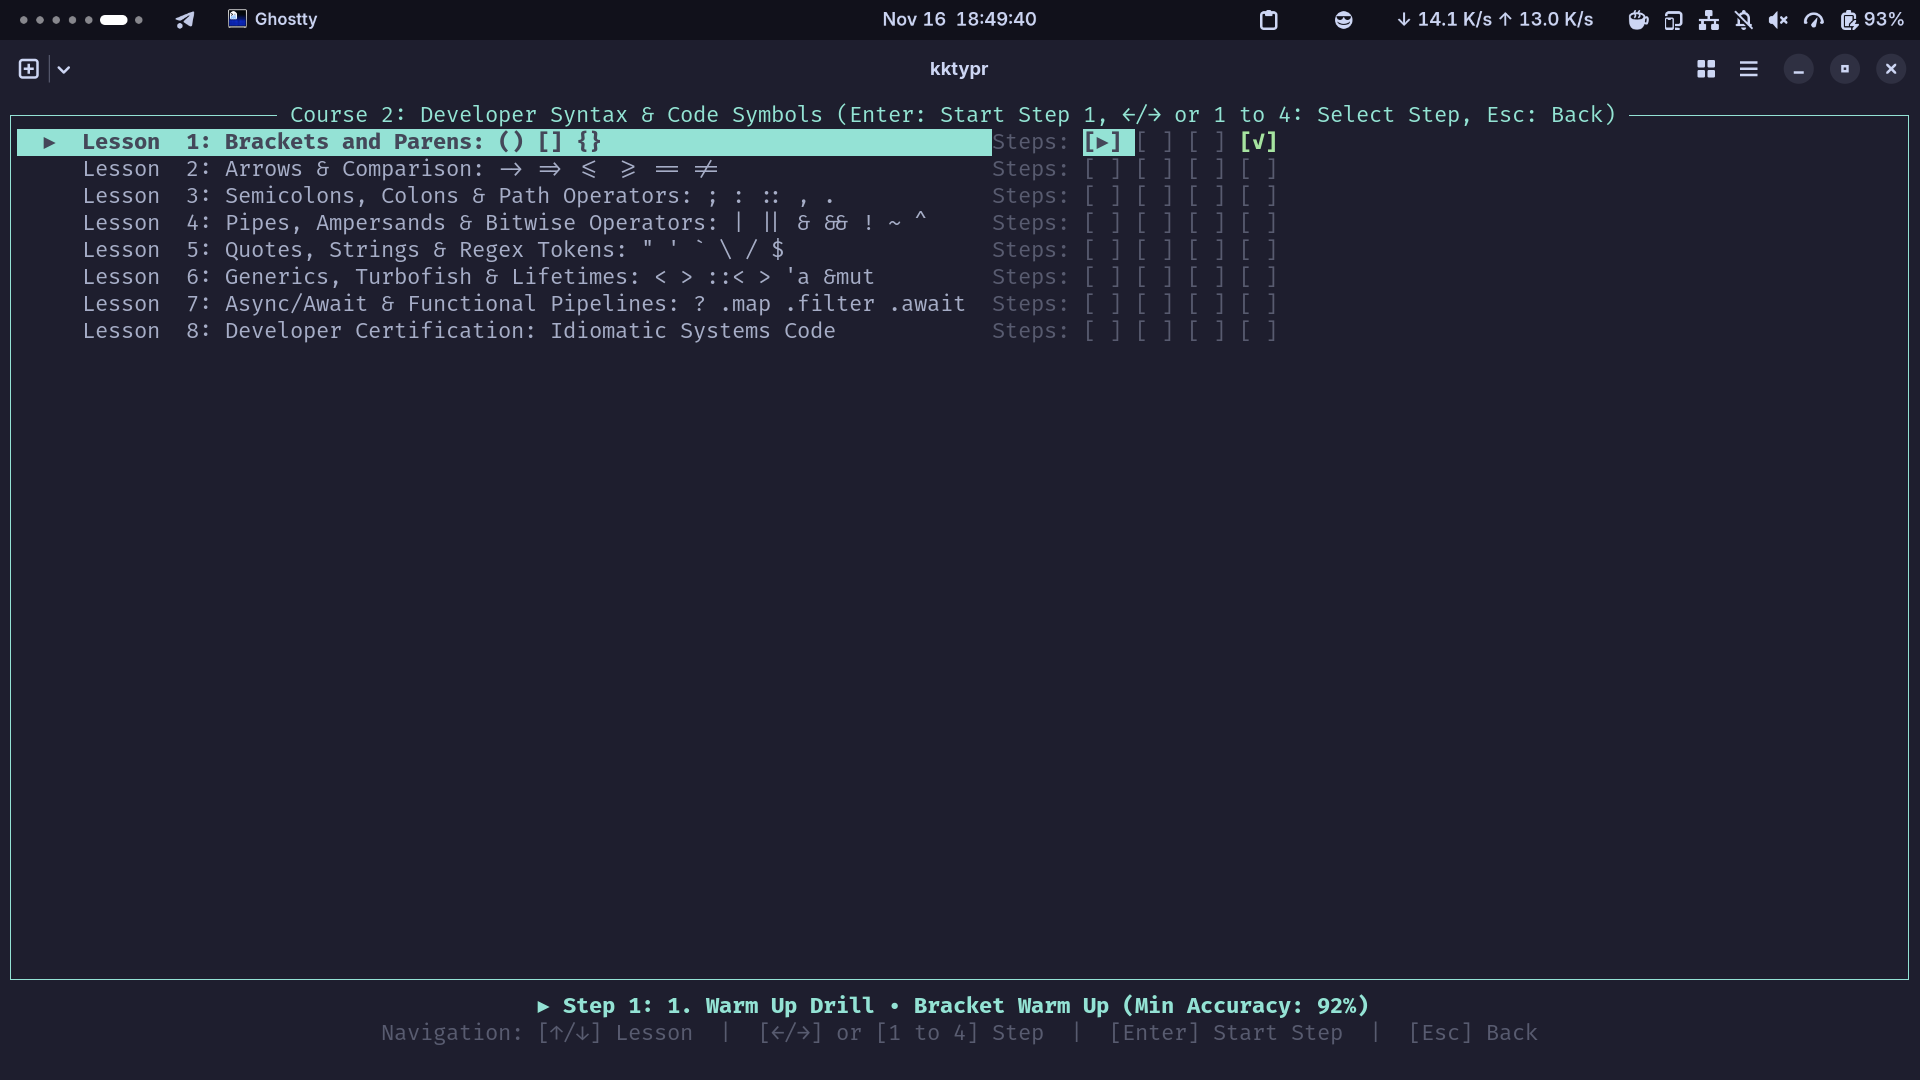 Ghostty
Nov 16 18:49:40
↓ 14.1 K/s ↑ 13.0 K/s
93%
kktypr
Course 2: Developer Syntax & Code Symbols (Enter: Start Step 1, ←/→ or 1 to 4: Select Step, Esc: Back)
▶ Lesson 1: Brackets and Parens: () [] {} Steps: [▶] [ ] [ ] [√]
Lesson 2: Arrows & Comparison: -> => <= >= == != Steps: [ ] [ ] [ ] [ ]
Lesson 3: Semicolons, Colons & Path Operators: ; : :: , . Steps: [ ] [ ] [ ] [ ]
Lesson 4: Pipes, Ampersands & Bitwise Operators: | || & && ! ~ ^ Steps: [ ] [ ] [ ] [ ]
Lesson 5: Quotes, Strings & Regex Tokens: " ' ` \ / $ Steps: [ ] [ ] [ ] [ ]
Lesson 6: Generics, Turbofish & Lifetimes: < > ::< > 'a &mut Steps: [ ] [ ] [ ] [ ]
Lesson 7: Async/Await & Functional Pipelines: ? .map .filter .await Steps: [ ] [ ] [ ] [ ]
Lesson 8: Developer Certification: Idiomatic Systems Code Steps: [ ] [ ] [ ] [ ]
▶ Step 1: 1. Warm Up Drill • Bracket Warm Up (Min Accuracy: 92%)
Navigation: [↑/↓] Lesson | [←/→] or [1 to 4] Step | [Enter] Start Step | [Esc] Back